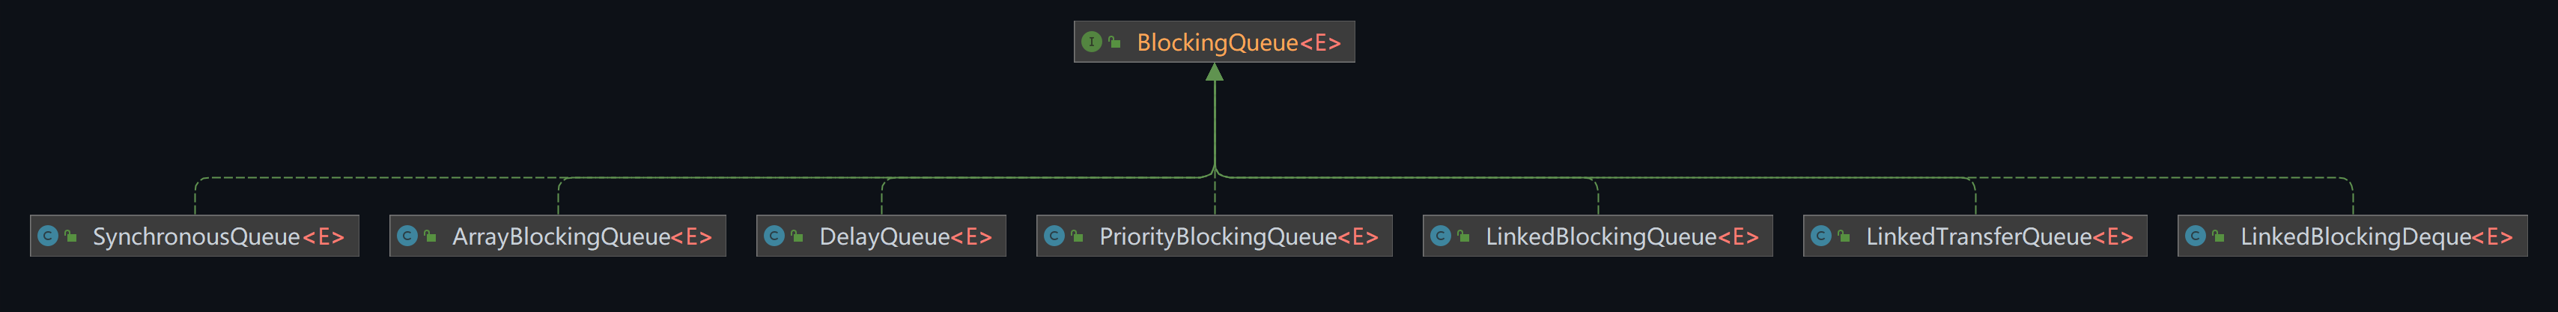 I BlockingQueue<E>
C SynchronousQueue<E> C ArrayBlockingQueue<E> C DelayQueue<E> C PriorityBlockingQueue<E> C LinkedBlockingQueue<E> C LinkedTransferQueue<E> C LinkedBlockingDeque<E>